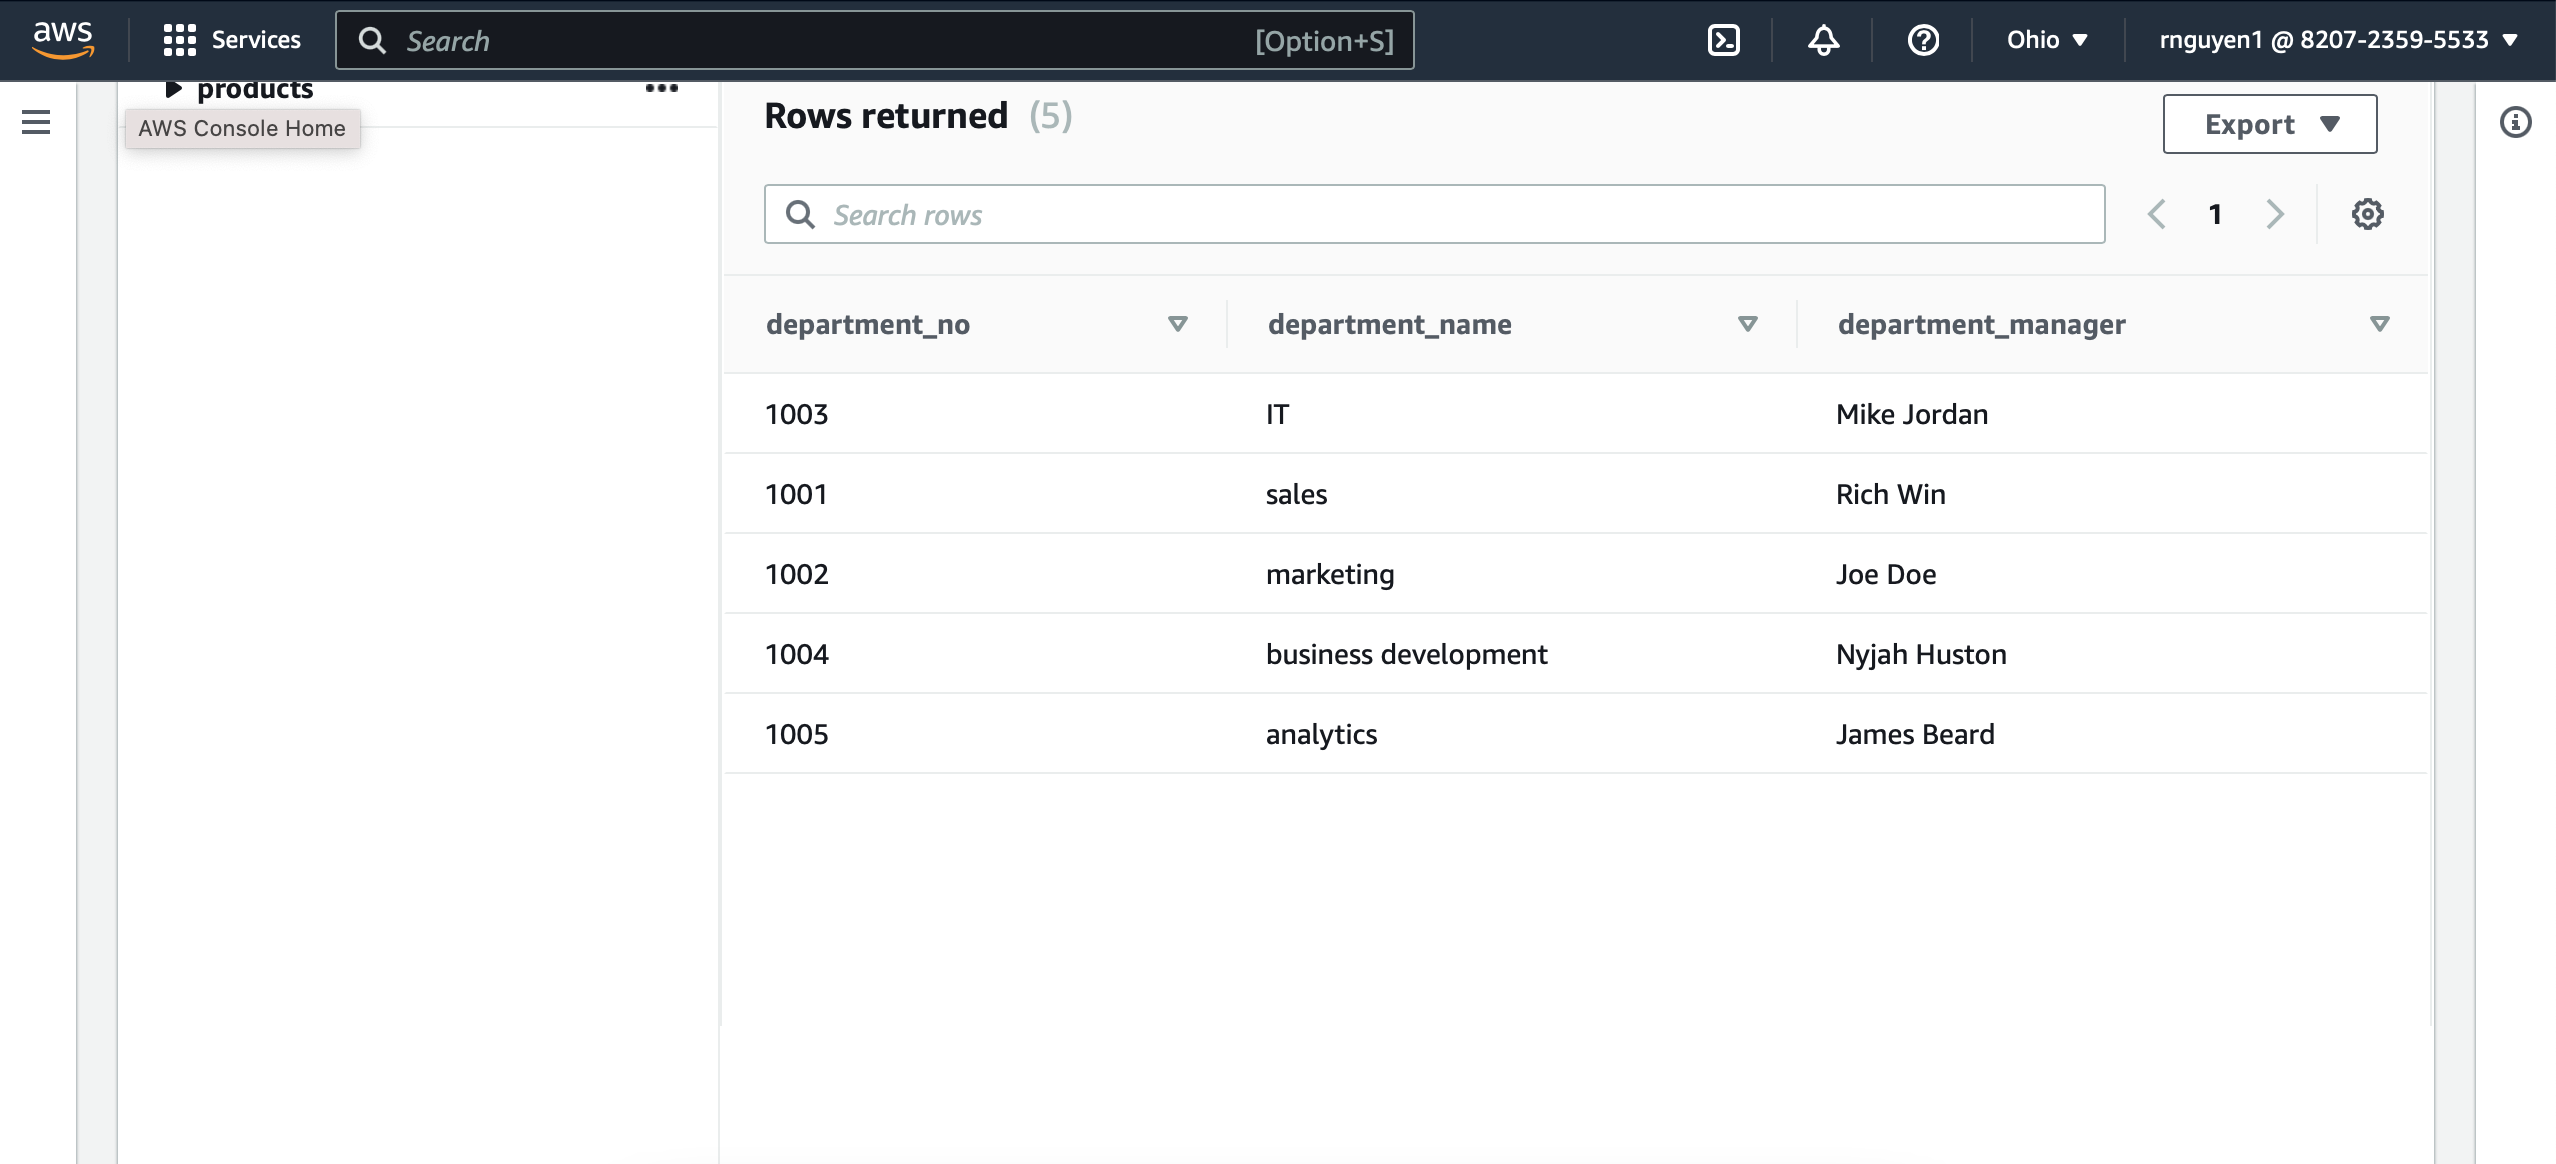 aws Services Search [Option+S] Ohio rnguyen1 @ 8207-2359-5533
products
AWS Console Home
Rows returned (5)
Export
Search rows
1
department_no department_name department_manager
1003 IT Mike Jordan
1001 sales Rich Win
1002 marketing Joe Doe
1004 business development Nyjah Huston
1005 analytics James Beard